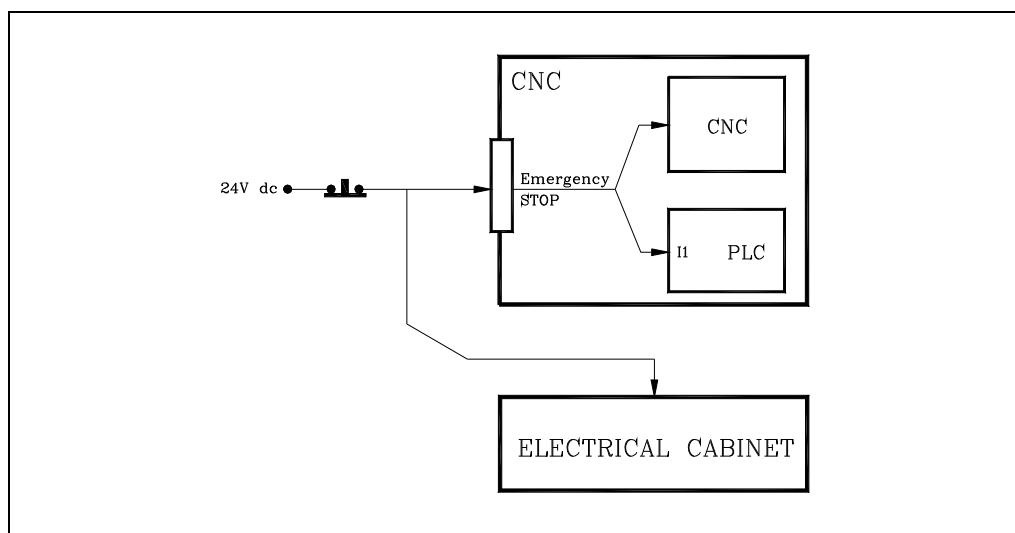 CNC
CNC
24V dc
Emergency
STOP
I1 PLC
ELECTRICAL CABINET